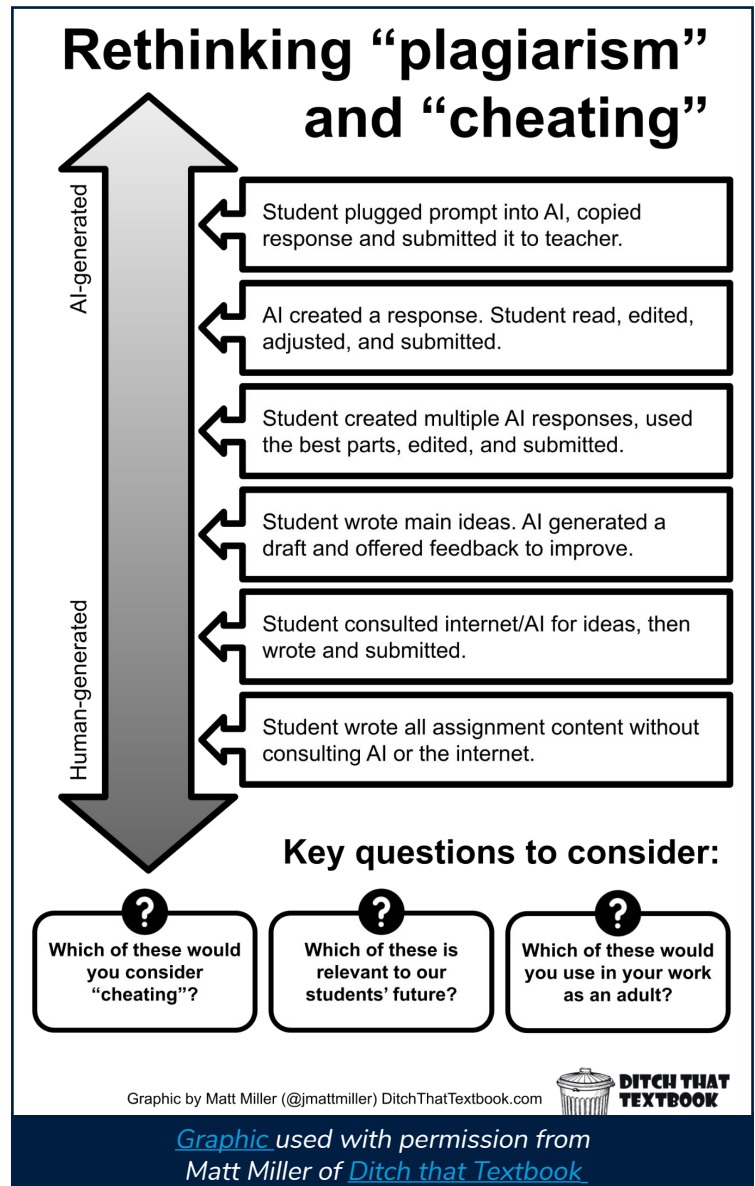 Rethinking “plagiarism”
and “cheating”
AI-generated
Student plugged prompt into AI, copied
response and submitted it to teacher.
AI created a response. Student read, edited,
adjusted, and submitted.
Student created multiple AI responses, used
the best parts, edited, and submitted.
Student wrote main ideas. AI generated a
draft and offered feedback to improve.
Human-generated
Student consulted internet/AI for ideas, then
wrote and submitted.
Student wrote all assignment content without
consulting AI or the internet.
Key questions to consider:
?
Which of these would
you consider
“cheating”?
?
Which of these is
relevant to our
students’ future?
?
Which of these would
you use in your work
as an adult?
Graphic by Matt Miller (@jmattmiller) DitchThatTextbook.com
DITCH THAT
TEXTBOOK
Graphic used with permission from
Matt Miller of Ditch that Textbook